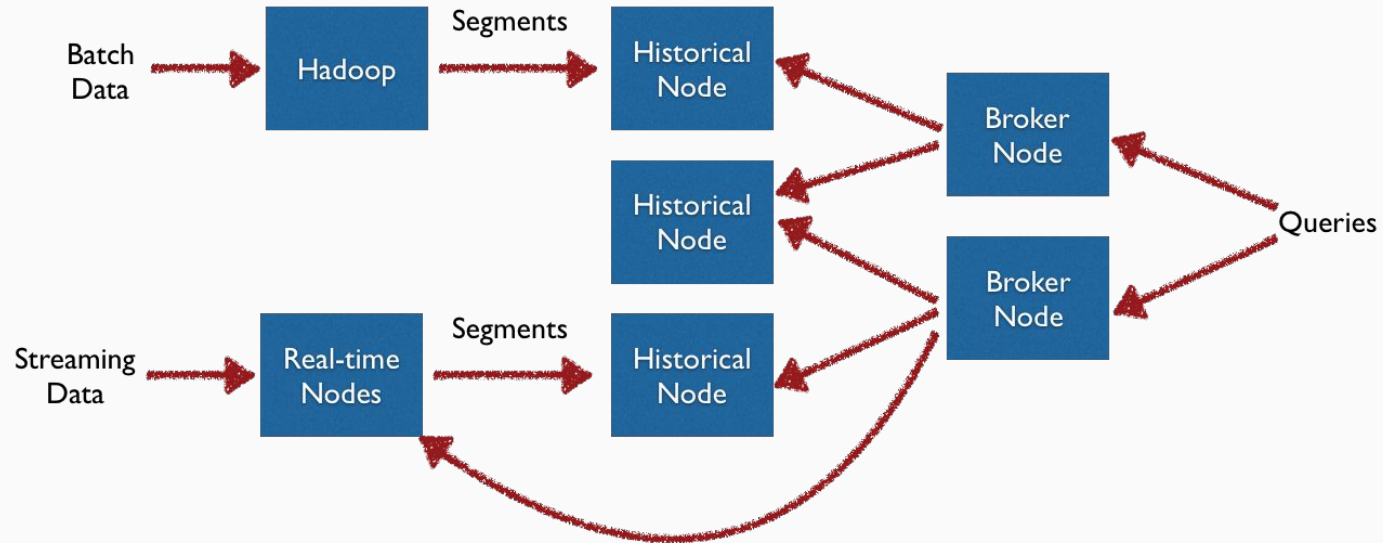 Batch
Data
Hadoop
Segments
Historical
Node
Broker
Node
Historical
Node
Queries
Streaming
Data
Real-time
Nodes
Segments
Historical
Node
Broker
Node